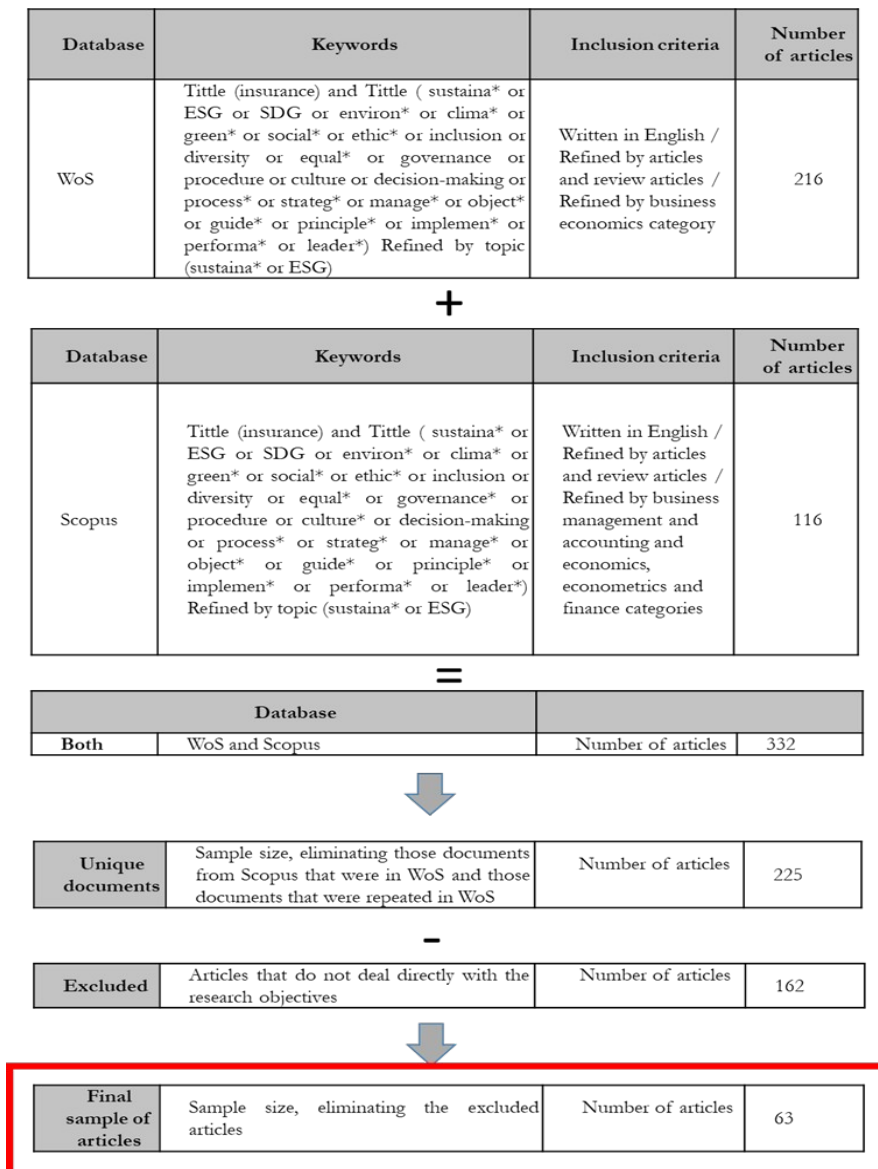 Database Keywords Inclusion criteria Number of articles
WoS
Tittle (insurance) and Tittle ( sustaina* or
ESG or SDG or environ* or clima* or
green* or social* or ethic* or inclusion or
diversity or equal* or governance or
procedure or culture or decision-making or
process* or strateg* or manage* or object*
or guide* or principle* or implemen* or
performa* or leader*) Refined by topic
(sustaina* or ESG)
Written in English /
Refined by articles
and review articles /
Refined by business
economics category
216
+
Database Keywords Inclusion criteria Number of articles
Scopus
Tittle (insurance) and Tittle ( sustaina* or
ESG or SDG or environ* or clima* or
green* or social* or ethic* or inclusion or
diversity or equal* or governance* or
procedure or culture* or decision-making
or process* or strateg* or manage* or
object* or guide* or principle* or
implemen* or performa* or leader*)
Refined by topic (sustaina* or ESG)
Written in English /
Refined by articles
and review articles /
Refined by business
management and
accounting and
economics,
econometrics and
finance categories
116
=
Database
Both WoS and Scopus Number of articles 332
Unique
documents
Sample size, eliminating those documents
from Scopus that were in WoS and those
documents that were repeated in WoS
Number of articles
225
-
Excluded
Articles that do not deal directly with the
research objectives
Number of articles
162
Final
sample of
articles
Sample size, eliminating the excluded
articles
Number of articles
63